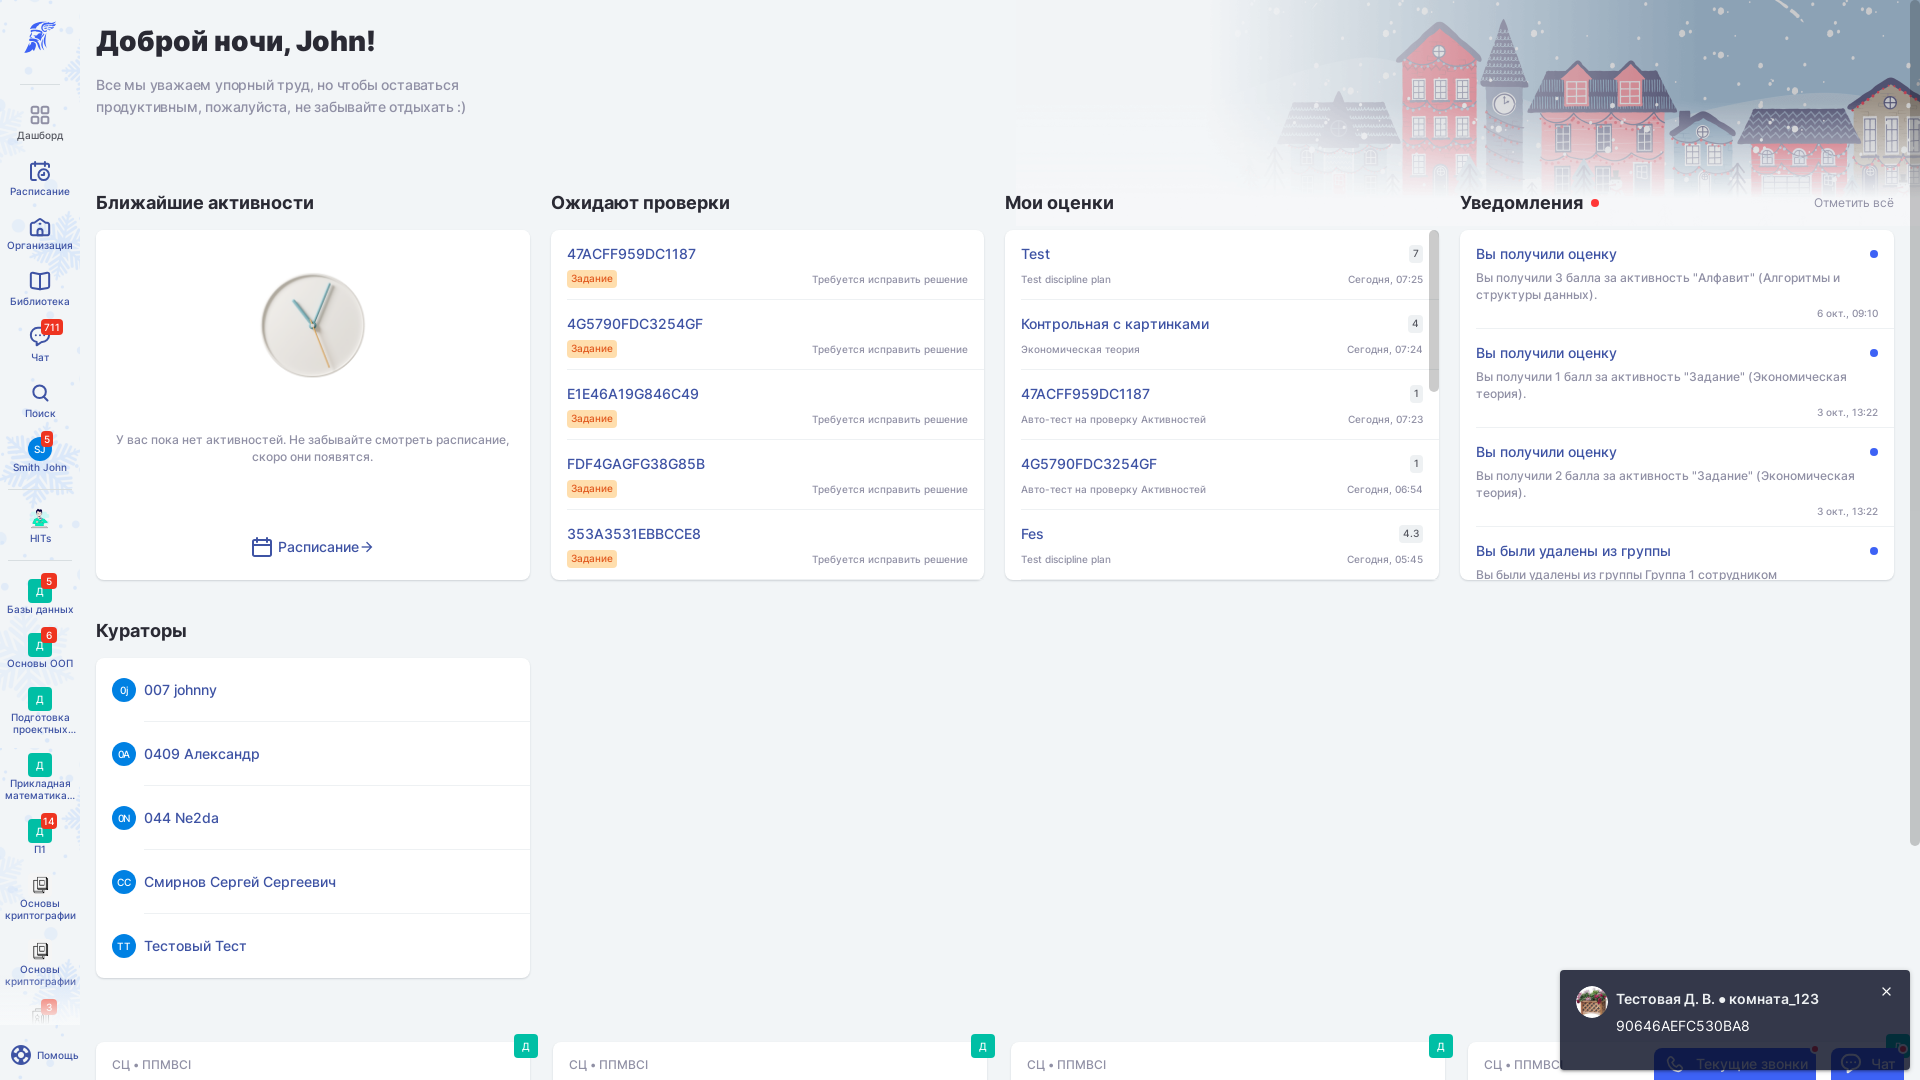 Доброй ночи, John!
Все мы уважаем упорный труд, но чтобы оставаться
продуктивным, пожалуйста, не забывайте отдыхать :)
Дашборд
Расписание
Организация
Библиотека
711
Чат
Поиск
5
SJ
Smith John
HITs
5
Д
Базы данных
6
Д
Основы ООП
Д
Подготовка
проектных...
Д
Прикладная
математика...
14
Д
П1
Основы
криптографии
Основы
криптографии
3
Помощь
Ближайшие активности
У вас пока нет активностей. Не забывайте смотреть расписание,
скоро они появятся.
Расписание
Ожидают проверки
47ACFF959DC1187
Задание
Требуется исправить решение
4G5790FDC3254GF
Задание
Требуется исправить решение
E1E46A19G846C49
Задание
Требуется исправить решение
FDF4GAGFG38G85B
Задание
Требуется исправить решение
353A3531EBBCCE8
Задание
Требуется исправить решение
Мои оценки
Test
7
Test discipline plan
Сегодня, 07:25
Контрольная с картинками
4
Экономическая теория
Сегодня, 07:24
47ACFF959DC1187
1
Авто-тест на проверку Активностей
Сегодня, 07:23
4G5790FDC3254GF
1
Авто-тест на проверку Активностей
Сегодня, 06:54
Fes
4.3
Test discipline plan
Сегодня, 05:45
Уведомления
Отметить всё
Вы получили оценку
Вы получили 3 балла за активность "Алфавит" (Алгоритмы и
структуры данных).
6 окт., 09:10
Вы получили оценку
Вы получили 1 балл за активность "Задание" (Экономическая
теория).
3 окт., 13:22
Вы получили оценку
Вы получили 2 балла за активность "Задание" (Экономическая
теория).
3 окт., 13:22
Вы были удалены из группы
Вы были удалены из группы Группа 1 сотрудником
Кураторы
0j
007 johnny
0А
0409 Александр
0N
044 Ne2da
СС
Смирнов Сергей Сергеевич
ТТ
Тестовый Тест
Д
СЦ • ППМВСI
Д
СЦ • ППМВСI
Д
СЦ • ППМВСI
СЦ • ППМВС
Тестовая Д. В. ● комната_123
90646AEFC530BA8
Текущие звонки
Чат